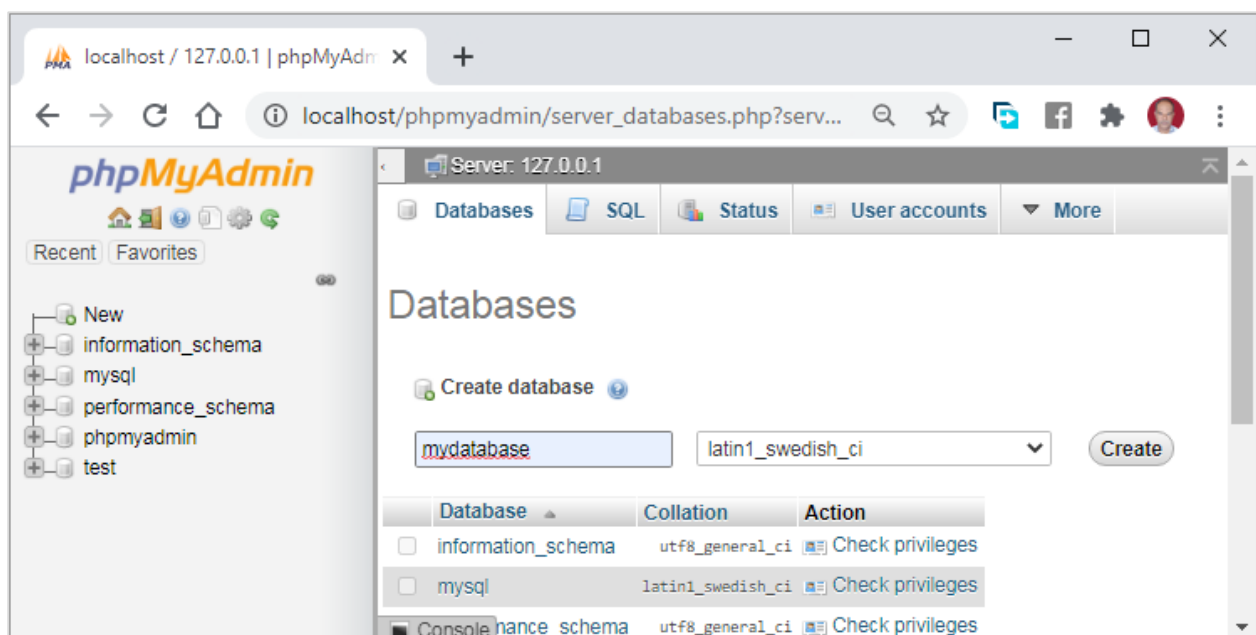 PMA localhost / 127.0.0.1 | phpMyAdm
localhost/phpmyadmin/server_databases.php?serv...
phpMyAdmin
Recent Favorites
New
information_schema
mysql
performance_schema
phpmyadmin
test
Server: 127.0.0.1
Databases SQL Status User accounts More
Databases
Create database
mydatabase latin1_swedish_ci Create
Database Collation Action
information_schema utf8_general_ci Check privileges
mysql latin1_swedish_ci Check privileges
Console mance_schema utf8_general_ci Check privileges